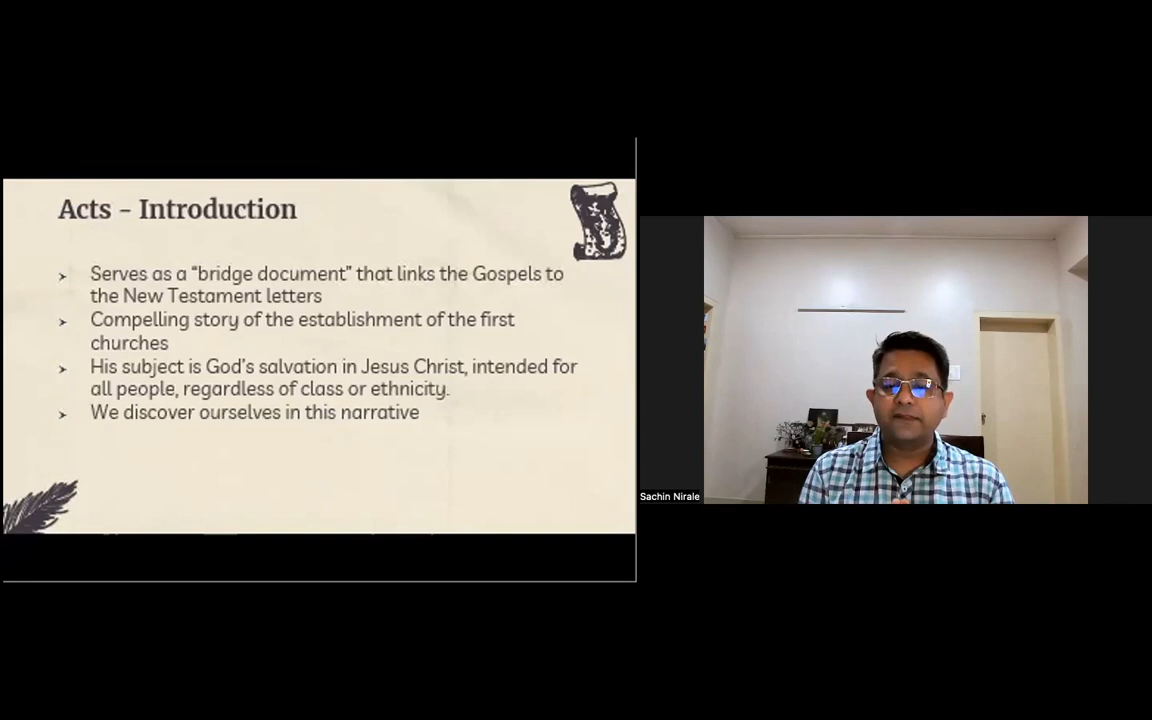 Acts - Introduction
Serves as a “bridge document” that links the Gospels to
the New Testament letters
Compelling story of the establishment of the first
churches
His subject is God’s salvation in Jesus Christ, intended for
all people, regardless of class or ethnicity.
We discover ourselves in this narrative
Sachin Nirale